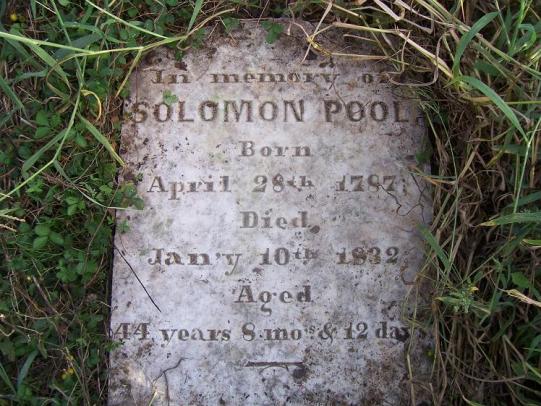 In memory of
SOLOMON POOL.
Born
April 28th 1787.
Died
Jan'y 10th 1832
Aged
44 years 8 mos & 12 days